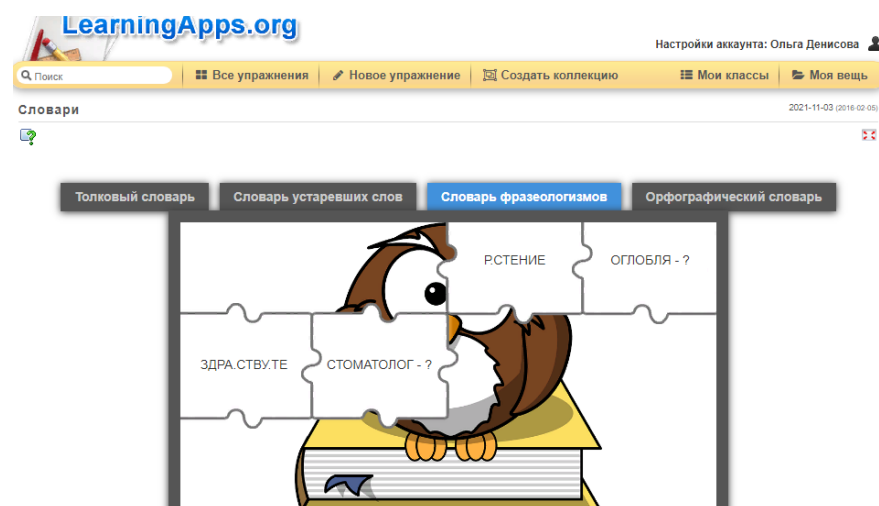 LearningApps.org
Настройки аккаунта: Ольга Денисова
Поиск
Все упражнения
Новое упражнение
Создать коллекцию
Мои классы
Моя вещь
Словари
2021-11-03 (2016-02-05)
Толковый словарь
Словарь устаревших слов
Словарь фразеологизмов
Орфографический словарь
Р.СТЕНИЕ
ОГЛОБЛЯ - ?
ЗДРА.СТВУ.ТЕ
СТОМАТОЛОГ - ?